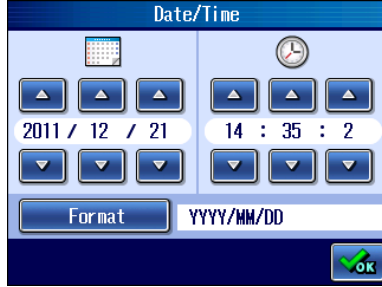 Date/Time
2011 / 12 / 21
14 : 35 : 2
Format
YYYY/MM/DD
OK